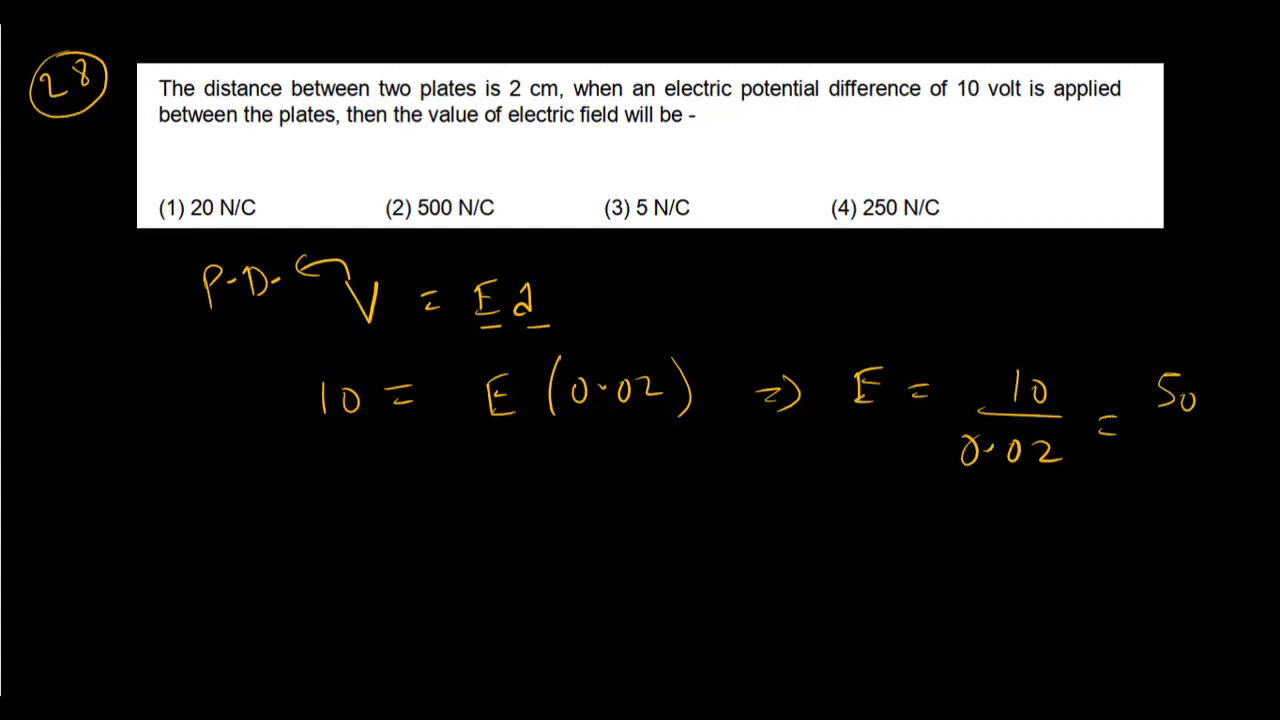 28
The distance between two plates is 2 cm, when an electric potential difference of 10 volt is applied
between the plates, then the value of electric field will be -
(1) 20 N/C (2) 500 N/C (3) 5 N/C (4) 250 N/C
P.D. V = E d
10 = E (0.02) ⇒ E = 10 / 0.02 = 50